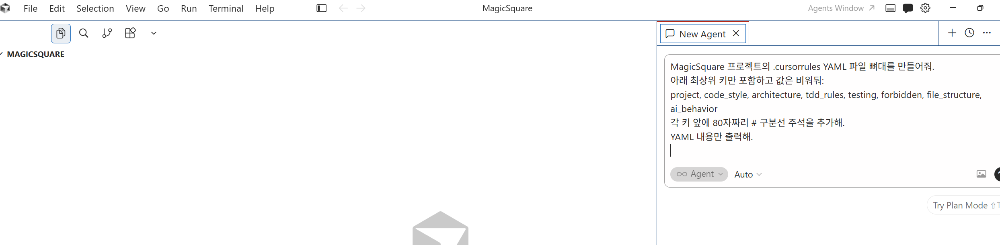 File Edit Selection View Go Run Terminal Help
MagicSquare
Agents Window
MAGICSQUARE
New Agent
MagicSquare 프로젝트의 .cursorrules YAML 파일 뼈대를 만들어줘.
아래 최상위 키만 포함하고 값은 비워둬:
project, code_style, architecture, tdd_rules, testing, forbidden, file_structure,
ai_behavior
각 키 앞에 80자짜리 # 구분선 주석을 추가해.
YAML 내용만 출력해.
Agent
Auto
Try Plan Mode